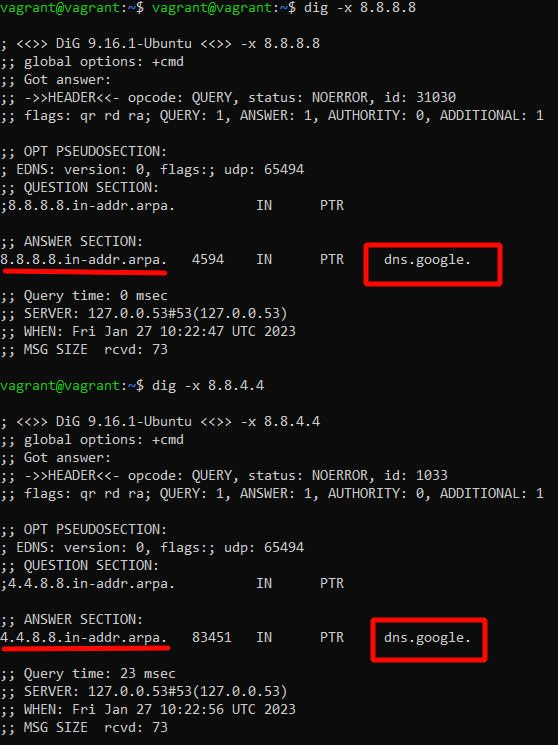 vagrant@vagrant:~$ vagrant@vagrant:~$ dig -x 8.8.8.8
; <<>> DiG 9.16.1-Ubuntu <<>> -x 8.8.8.8
;; global options: +cmd
;; Got answer:
;; ->>HEADER<<- opcode: QUERY, status: NOERROR, id: 31030
;; flags: qr rd ra; QUERY: 1, ANSWER: 1, AUTHORITY: 0, ADDITIONAL: 1
;; OPT PSEUDOSECTION:
; EDNS: version: 0, flags:; udp: 65494
;; QUESTION SECTION:
;8.8.8.8.in-addr.arpa. IN PTR
;; ANSWER SECTION:
8.8.8.8.in-addr.arpa. 4594 IN PTR dns.google.
;; Query time: 0 msec
;; SERVER: 127.0.0.53#53(127.0.0.53)
;; WHEN: Fri Jan 27 10:22:47 UTC 2023
;; MSG SIZE rcvd: 73
vagrant@vagrant:~$ dig -x 8.8.4.4
; <<>> DiG 9.16.1-Ubuntu <<>> -x 8.8.4.4
;; global options: +cmd
;; Got answer:
;; ->>HEADER<<- opcode: QUERY, status: NOERROR, id: 1033
;; flags: qr rd ra; QUERY: 1, ANSWER: 1, AUTHORITY: 0, ADDITIONAL: 1
;; OPT PSEUDOSECTION:
; EDNS: version: 0, flags:; udp: 65494
;; QUESTION SECTION:
;4.4.8.8.in-addr.arpa. IN PTR
;; ANSWER SECTION:
4.4.8.8.in-addr.arpa. 83451 IN PTR dns.google.
;; Query time: 23 msec
;; SERVER: 127.0.0.53#53(127.0.0.53)
;; WHEN: Fri Jan 27 10:22:56 UTC 2023
;; MSG SIZE rcvd: 73